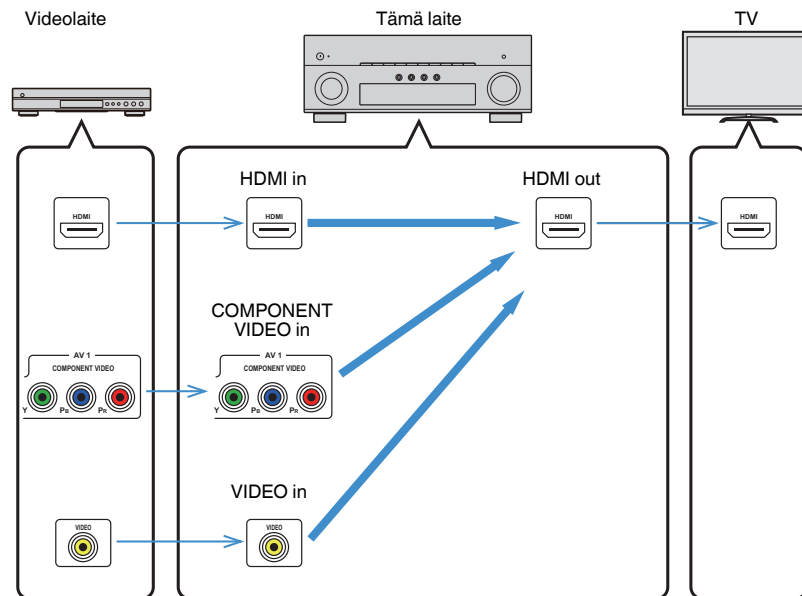 Videolaite
Tämä laite
TV
HDMI in
HDMI out
HDMI
HDMI
HDMI
HDMI
COMPONENT
VIDEO in
AV 1
COMPONENT VIDEO
Y PB PR
AV 1
COMPONENT VIDEO
Y PB PR
VIDEO in
VIDEO
VIDEO